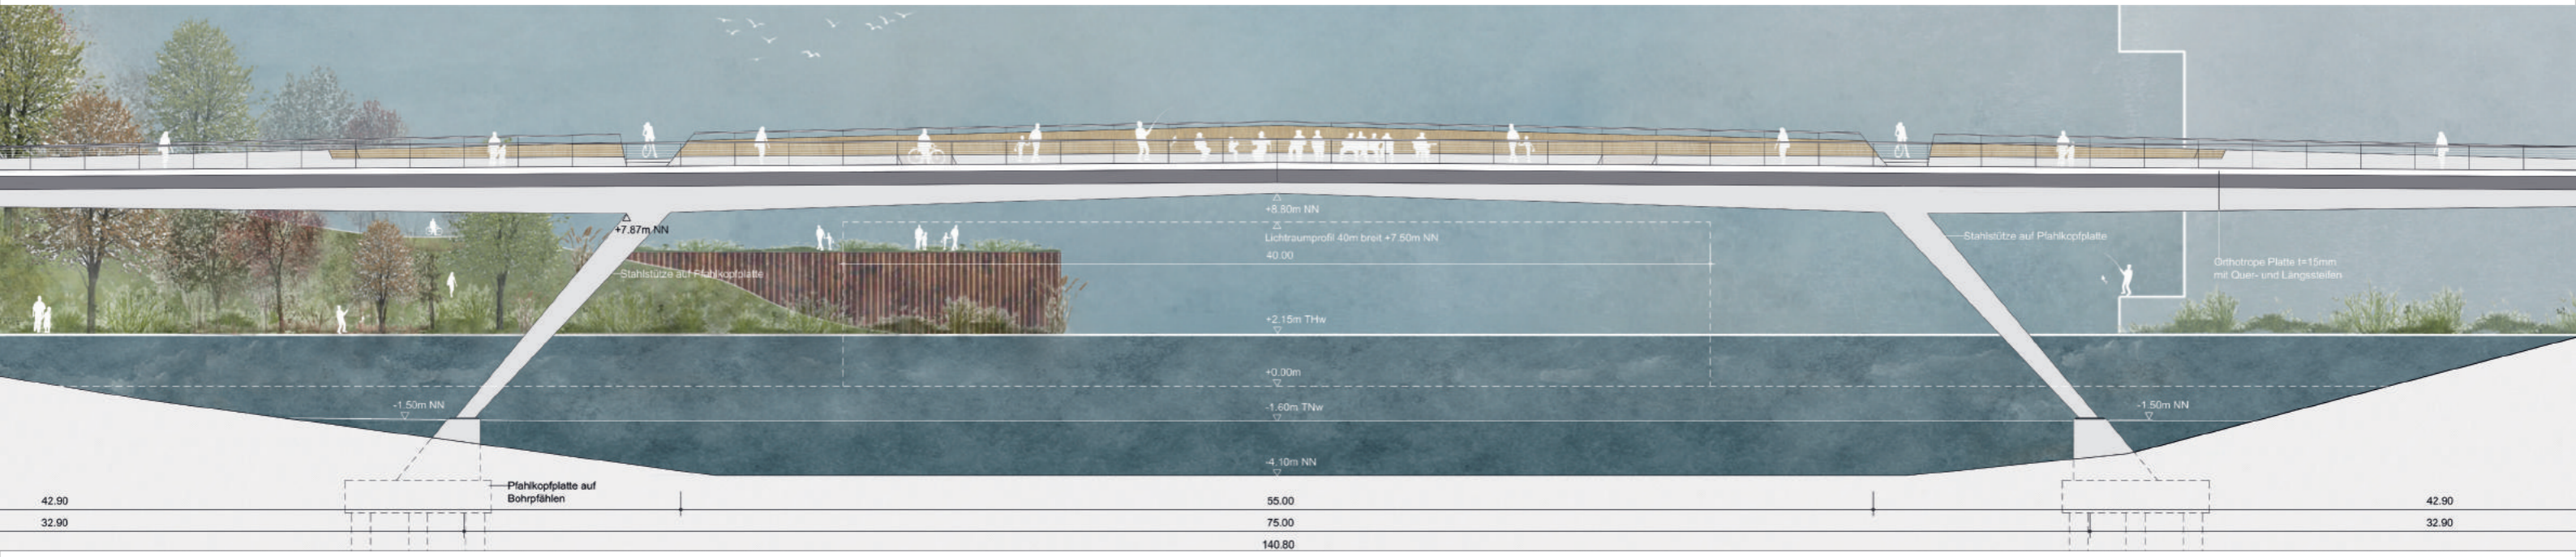 +8.80m NN
+7.87m NN
Lichtraumprofil 40m breit +7.50m NN
Stahlstütze auf Pfahlkopfplatte
40.00
Orthotrope Platte t=15mm
mit Quer- und Längssteifen
Stahlstütze auf Pfahlkopfplatte
+2.15m THw
+0.00m
-1.50m NN
-1.60m TNw
-1.50m NN
-4.10m NN
Pfahlkopfplatte auf
Bohrpfählen
42.90
55.00
42.90
32.90
75.00
32.90
140.80